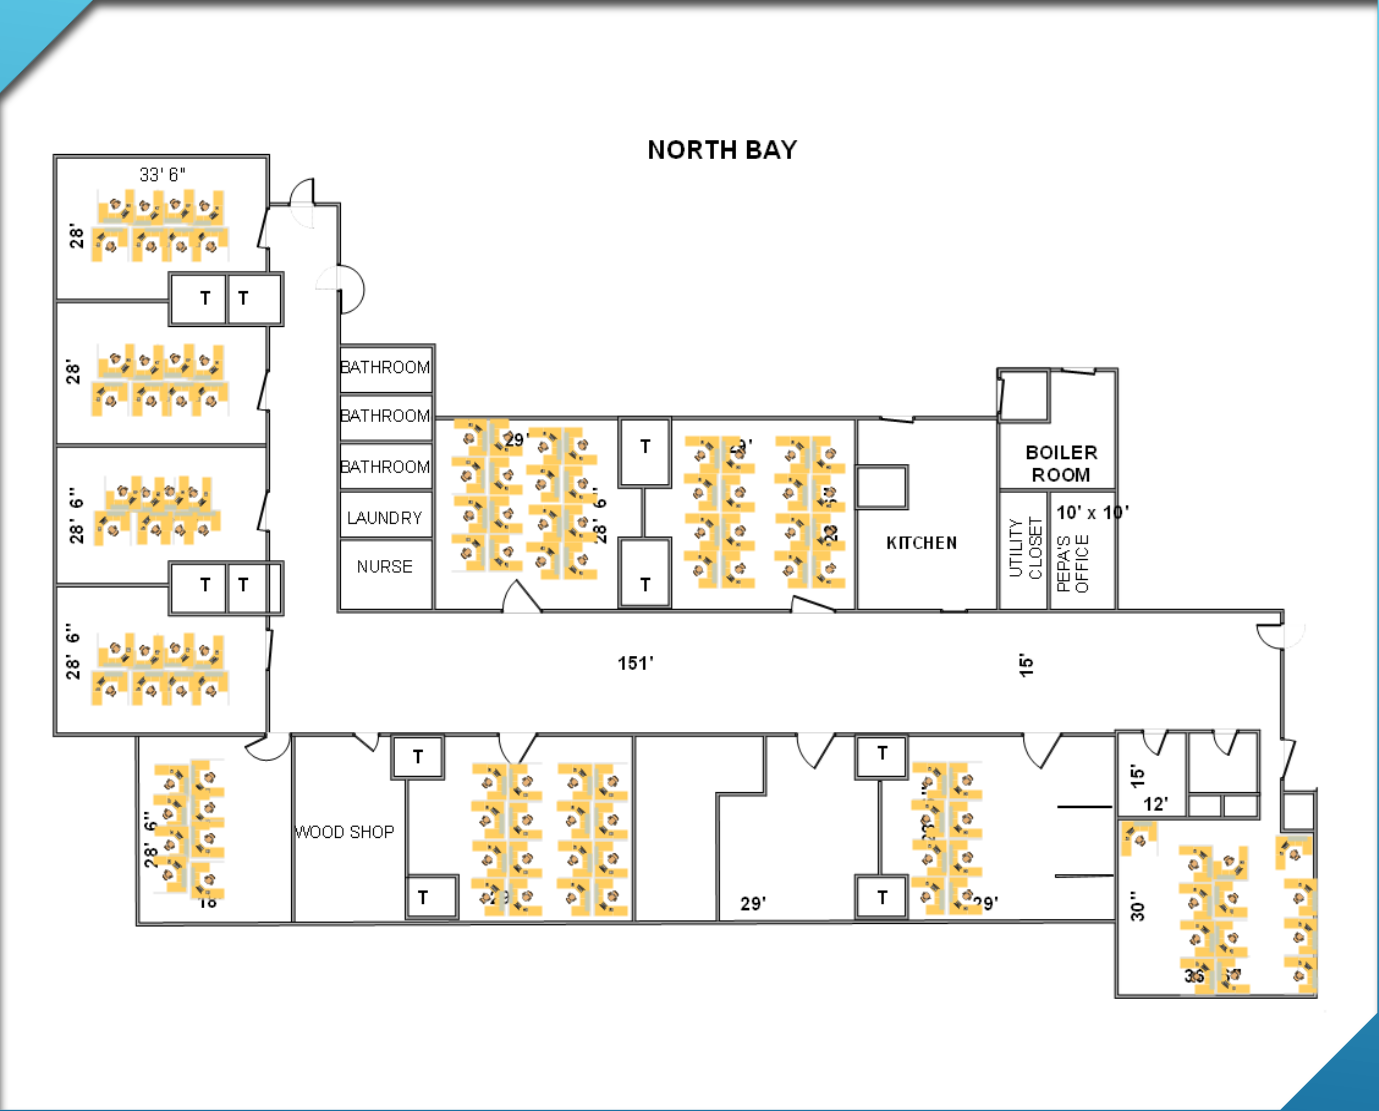 NORTH BAY
33' 6"
28'
T T
28'
BATHROOM
BATHROOM
29'
T
BOILER
ROOM
BATHROOM
28' 6"
28' 6"
10' x 10'
LAUNDRY
KITCHEN
UTILITY
CLOSET
PEPA'S
OFFICE
NURSE
T T
T
28' 6"
151'
15'
T
T
15'
12'
28' 6"
WOOD SHOP
T
29'
T
29'
30"